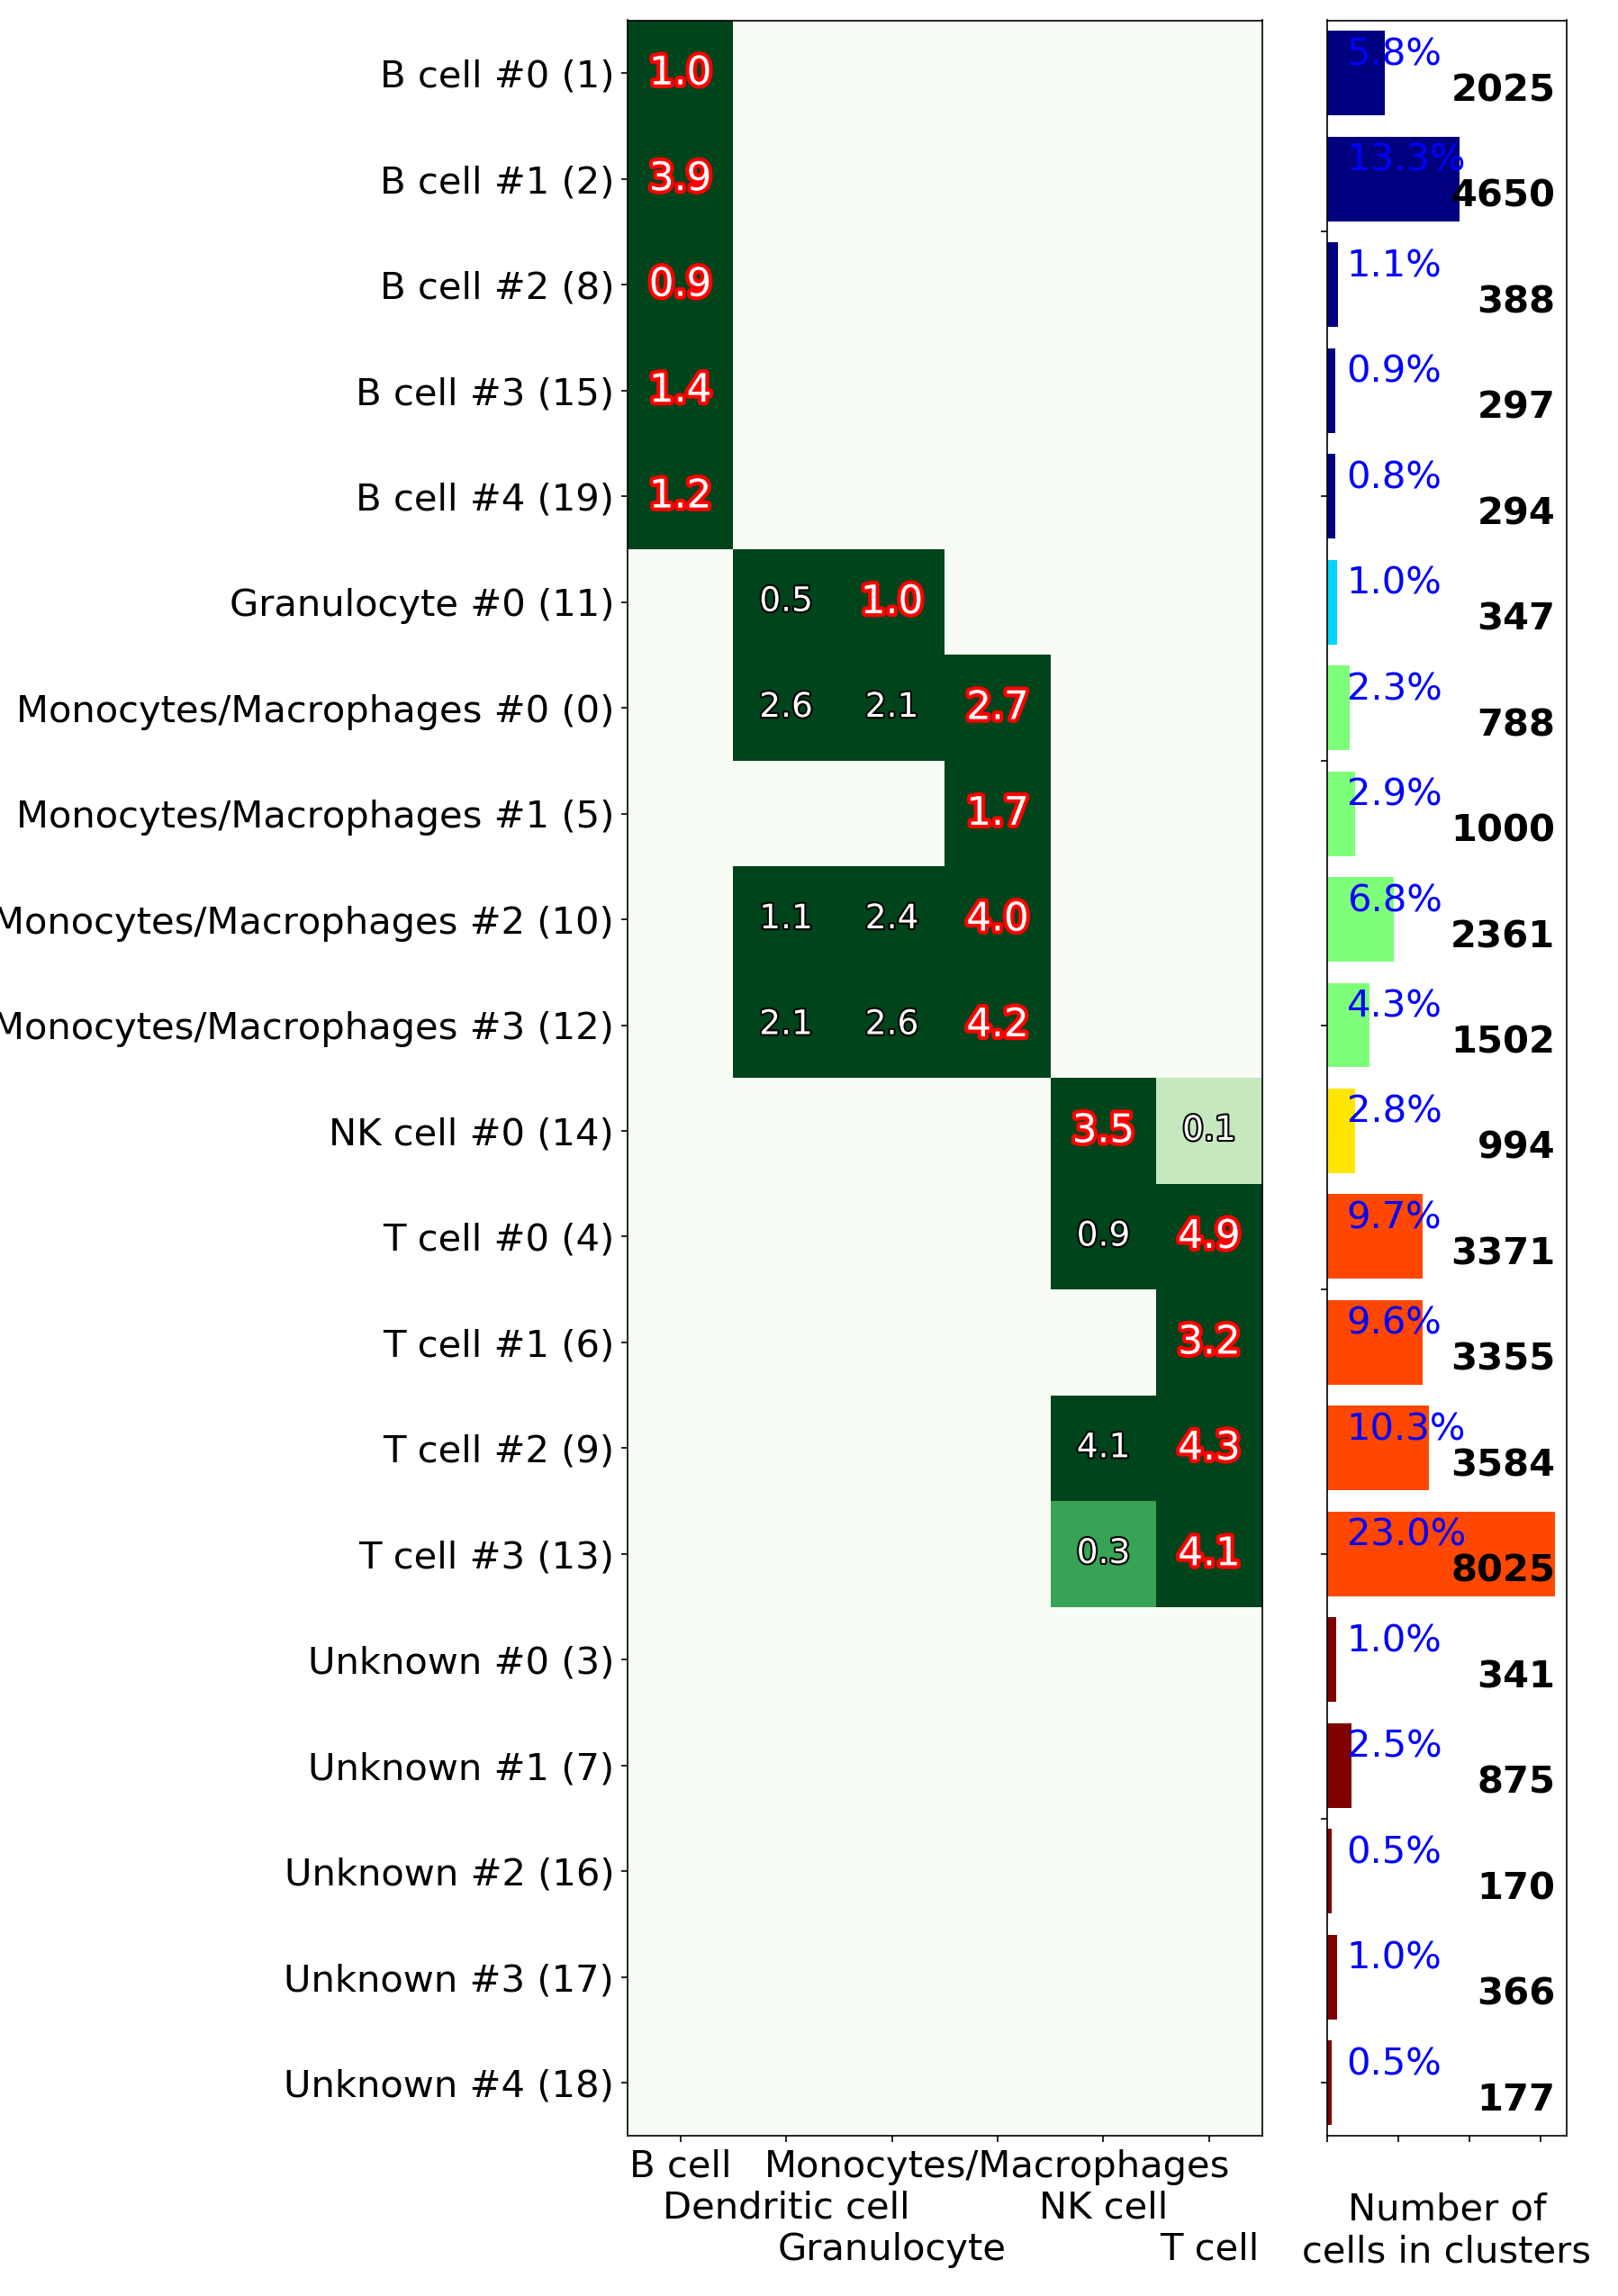 B cell #0 (1) 1.0 5.8% 2025
B cell #1 (2) 3.9 13.3% 4650
B cell #2 (8) 0.9 1.1% 388
B cell #3 (15) 1.4 0.9% 297
B cell #4 (19) 1.2 0.8% 294
Granulocyte #0 (11) 0.5 1.0 1.0% 347
Monocytes/Macrophages #0 (0) 2.6 2.1 2.7 2.3% 788
Monocytes/Macrophages #1 (5) 1.7 2.9% 1000
Monocytes/Macrophages #2 (10) 1.1 2.4 4.0 6.8% 2361
Monocytes/Macrophages #3 (12) 2.1 2.6 4.2 4.3% 1502
NK cell #0 (14) 3.5 0.1 2.8% 994
T cell #0 (4) 0.9 4.9 9.7% 3371
T cell #1 (6) 3.2 9.6% 3355
T cell #2 (9) 4.1 4.3 10.3% 3584
T cell #3 (13) 0.3 4.1 23.0% 8025
Unknown #0 (3) 1.0% 341
Unknown #1 (7) 2.5% 875
Unknown #2 (16) 0.5% 170
Unknown #3 (17) 1.0% 366
Unknown #4 (18) 0.5% 177
B cell Monocytes/Macrophages
Dendritic cell NK cell
Granulocyte T cell
Number of
cells in clusters